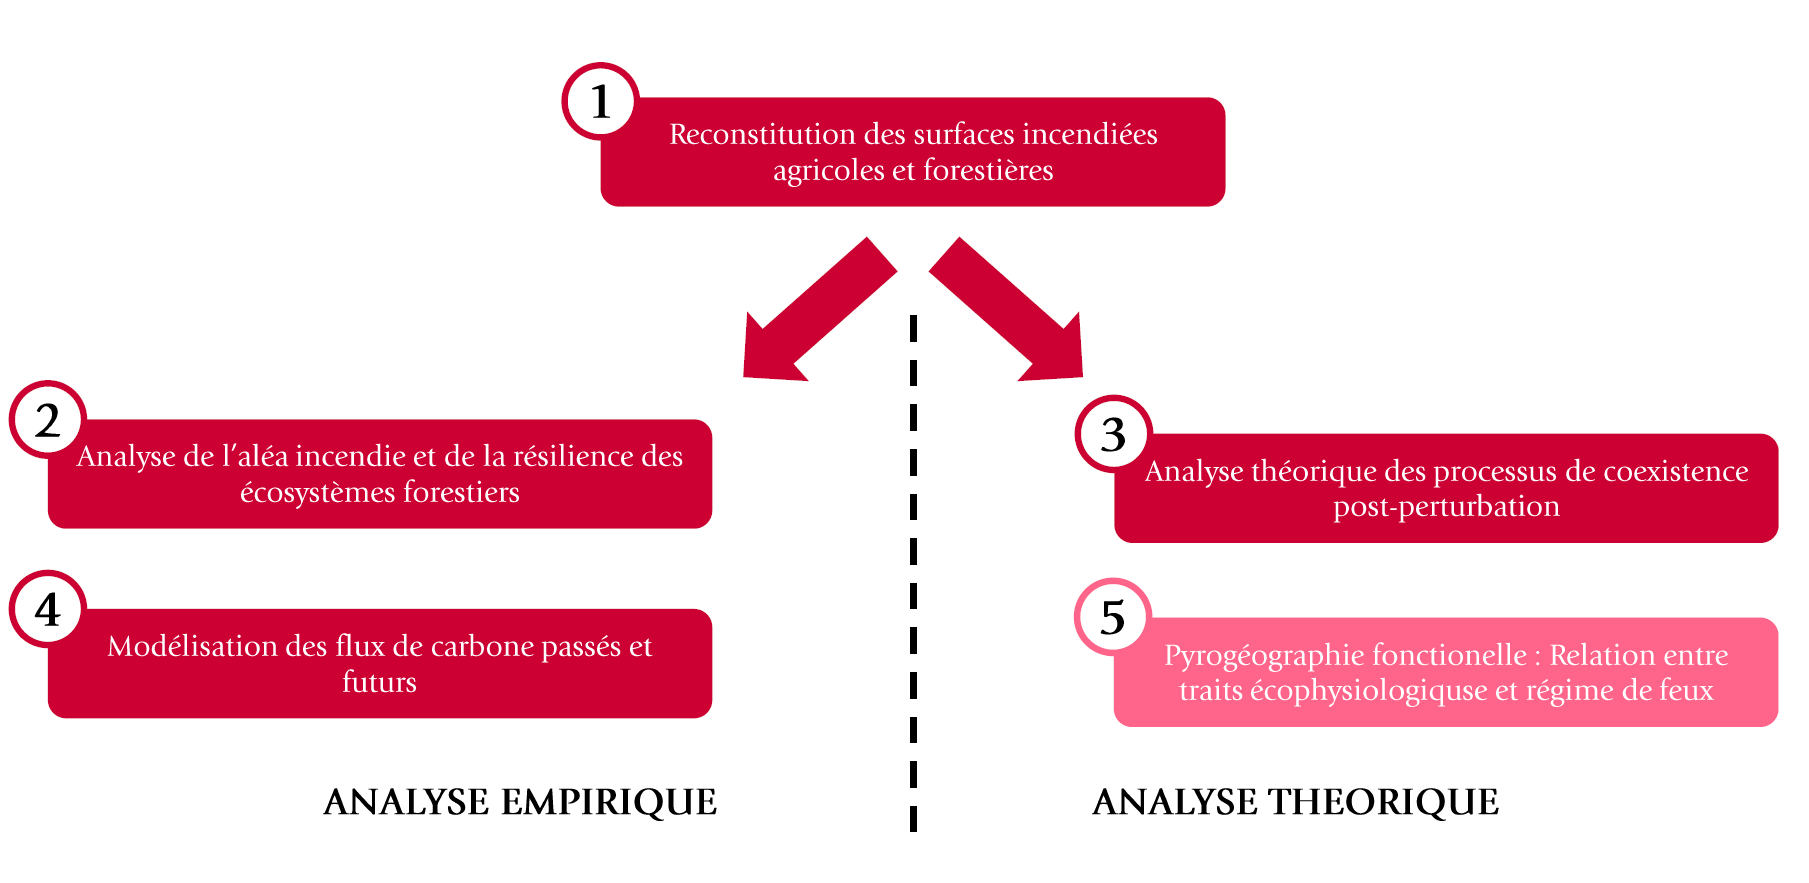 1
Reconstitution des surfaces incendiées
agricoles et forestières
2
Analyse de l'aléa incendie et de la résilience des
écosystèmes forestiers
3
Analyse théorique des processus de coexistence
post-perturbation
4
Modélisation des flux de carbone passés et
futurs
5
Pyrogéographie fonctionelle : Relation entre
traits écophysiologiquse et régime de feux
ANALYSE EMPIRIQUE
ANALYSE THEORIQUE